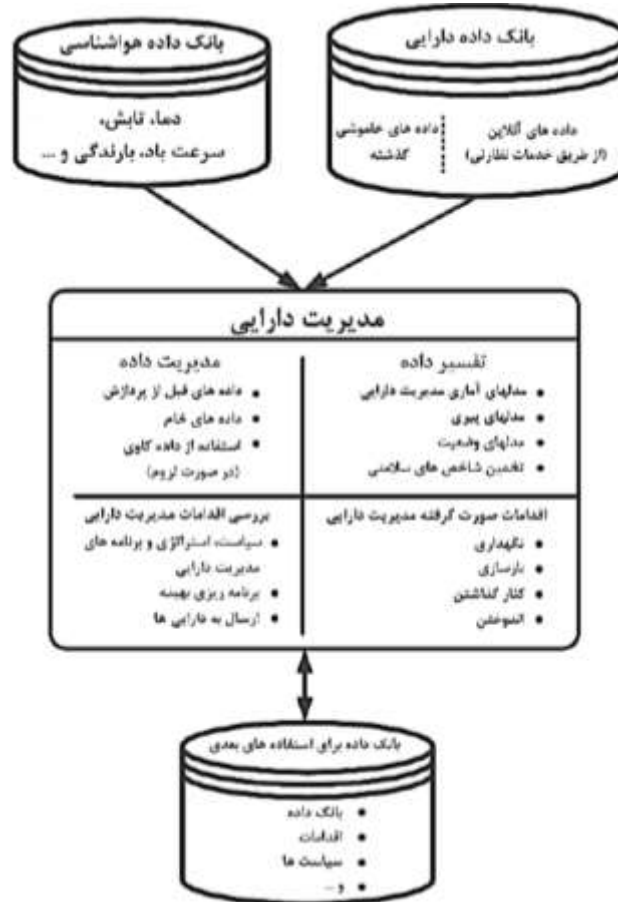 بانک داده هواشناسی
دما، تابش،
سرعت باد، بارندگی و ...
بانک داده دارایی
داده های آنلاین
(از طریق خدمات نظارتی)
داده های خاموشی
گذشته
مدیریت دارایی
تفسیر داده
مدلهای آماری مدیریت دارایی
مدلهای پیری
مدلهای وضعیت
تخمین شاخص های سلامتی
مدیریت داده
داده های قبل از پردازش
داده های خام
استفاده از داده کاوی
(در صورت لزوم)
اقدامات صورت گرفته مدیریت دارایی
نگهداری
بازسازی
کنار گذاشتن
اندوختن
بررسی اقدامات مدیریت دارایی
سیاست، استراتژی و برنامه های
مدیریت دارایی
برنامه ریزی بهینه
ارسال به دارایی ها
بانک داده برای استفاده های بعدی
بانک داده
اقدامات
سیاست ها
و ...